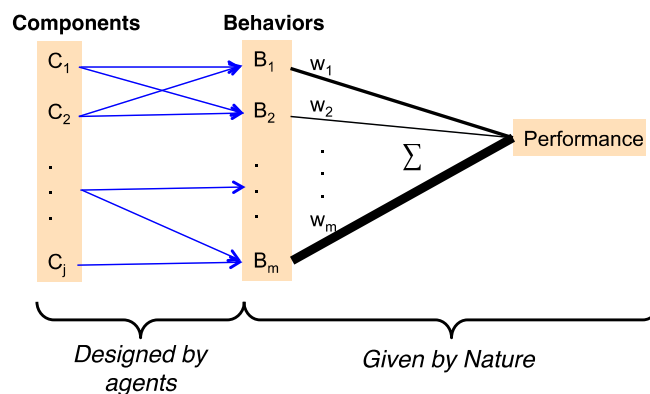 Components Behaviors
C1 B1 w1
C2 B2 w2
Performance
∑
. . .
. . .
. . .
.
wm
Cj Bm
Designed by Given by Nature
agents